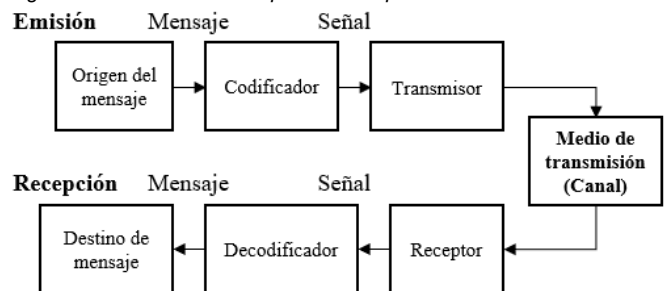 Emisión Mensaje Señal
Origen del
mensaje
Codificador
Transmisor
Medio de
transmisión
(Canal)
Recepción Mensaje Señal
Destino de
mensaje
Decodificador
Receptor